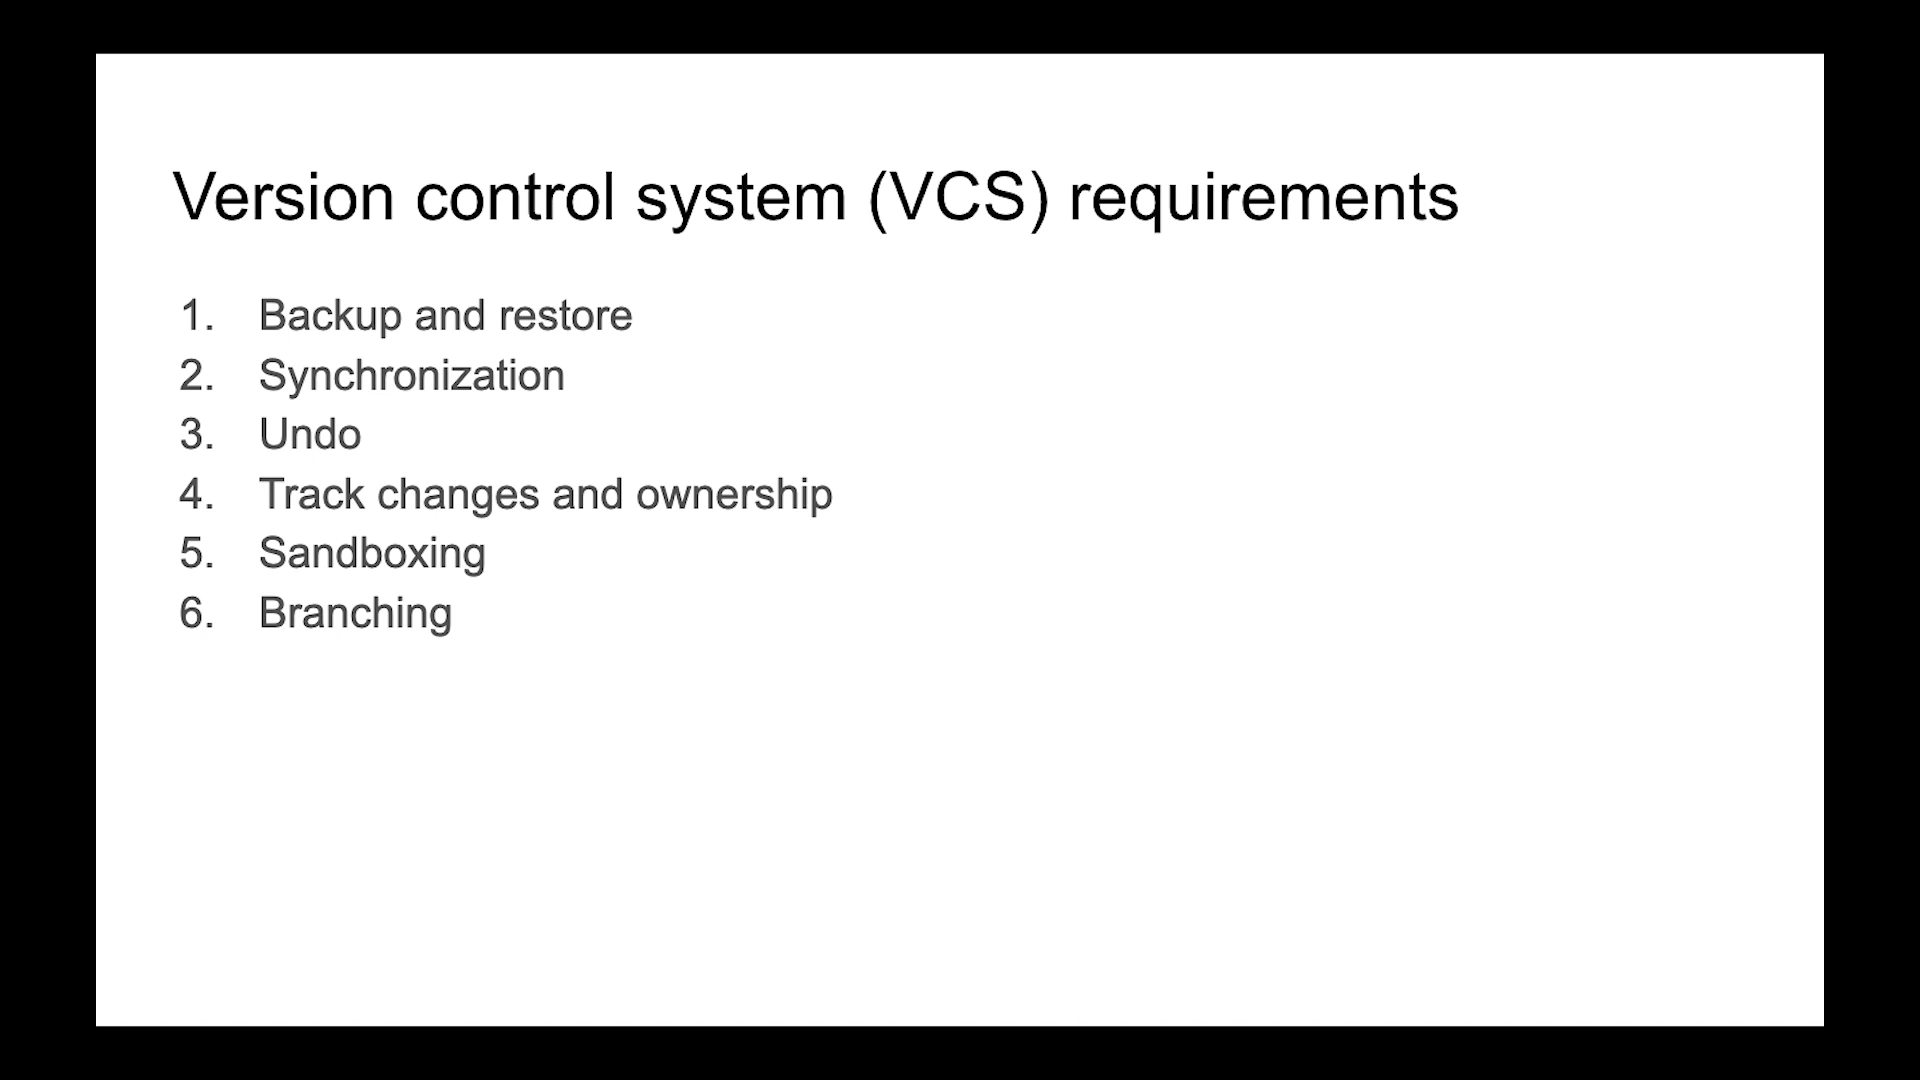 Version control system (VCS) requirements
1. Backup and restore
2. Synchronization
3. Undo
4. Track changes and ownership
5. Sandboxing
6. Branching